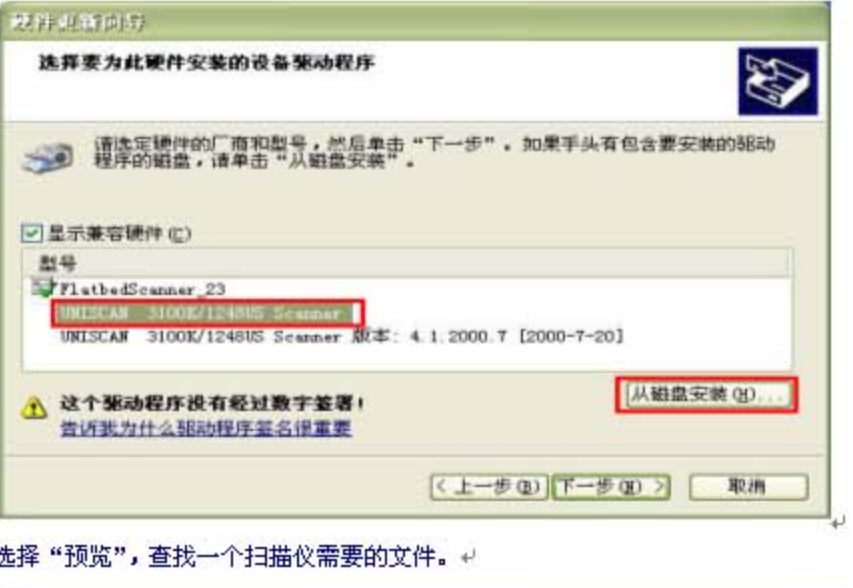 硬件更新向导
选择要为此硬件安装的设备驱动程序
请选定硬件的厂商和型号，然后单击“下一步”。如果手头有包含要安装的驱动
程序的磁盘，请单击“从磁盘安装”。
显示兼容硬件(C)
型号
FlatbedScanner_23
UNISCAN 3100K/1248US Scanner
UNISCAN 3100K/1248US Scanner 版本: 4.1.2000.7 [2000-7-20]
这个驱动程序没有经过数字签署！
告诉我为什么驱动程序签名很重要
从磁盘安装(H)...
< 上一步(B) 下一步(N) > 取消
选择“预览”，查找一个扫描仪需要的文件。